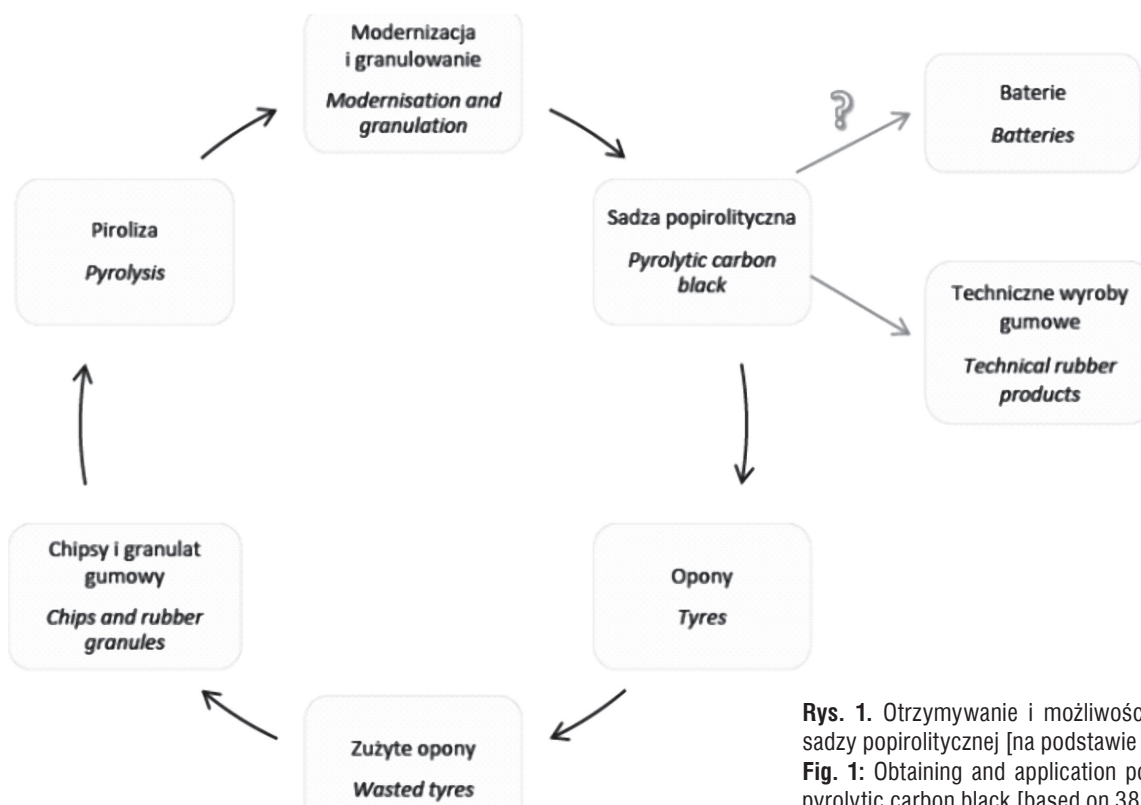 Modernizacja
i granulowanie
Modernisation and
granulation
?
Baterie
Batteries
Piroliza
Pyrolysis
Sadza popirolityczna
Pyrolytic carbon
black
Techniczne wyroby
gumowe
Technical rubber
products
Chipsy i granulat
gumowy
Chips and rubber
granules
Opony
Tyres
Zużyte opony
Wasted tyres
Rys. 1. Otrzymywanie i możliwości
sadzy popirolitycznej [na podstawie
Fig. 1: Obtaining and application
pyrolytic carbon black [based on 38